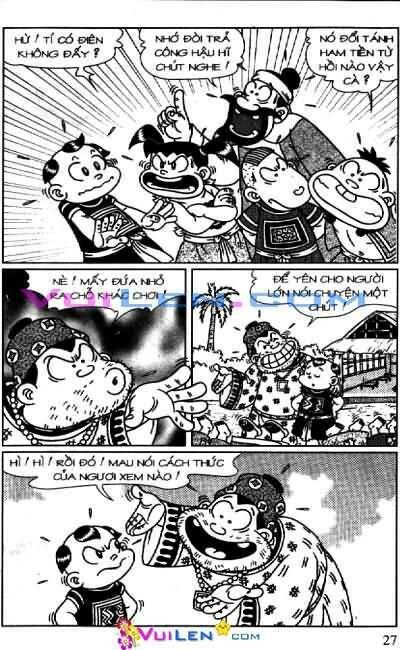 HỪ ! TÍ CÓ ĐIÊN
KHÔNG ĐẤY ?
NHỚ ĐÒI TRẢ
CÔNG HẬU HĨ
CHÚT NGHE !
NÓ ĐỔI TÁNH
HAM TIỀN TỪ
HỒI NÀO VẬY
CÀ ?
NÈ ! MẤY ĐỨA NHỎ
RA CHỖ KHÁC CHƠI
ĐỂ YÊN CHO NGƯỜI
LỚN NÓI CHUYỆN MỘT
CHÚT !
VUILEN.COM
HÌ ! HÌ ! RỒI ĐÓ ! MAU NÓI CÁCH THỨC
CỦA NGƯƠI XEM NÀO !
27
VUILEN.COM